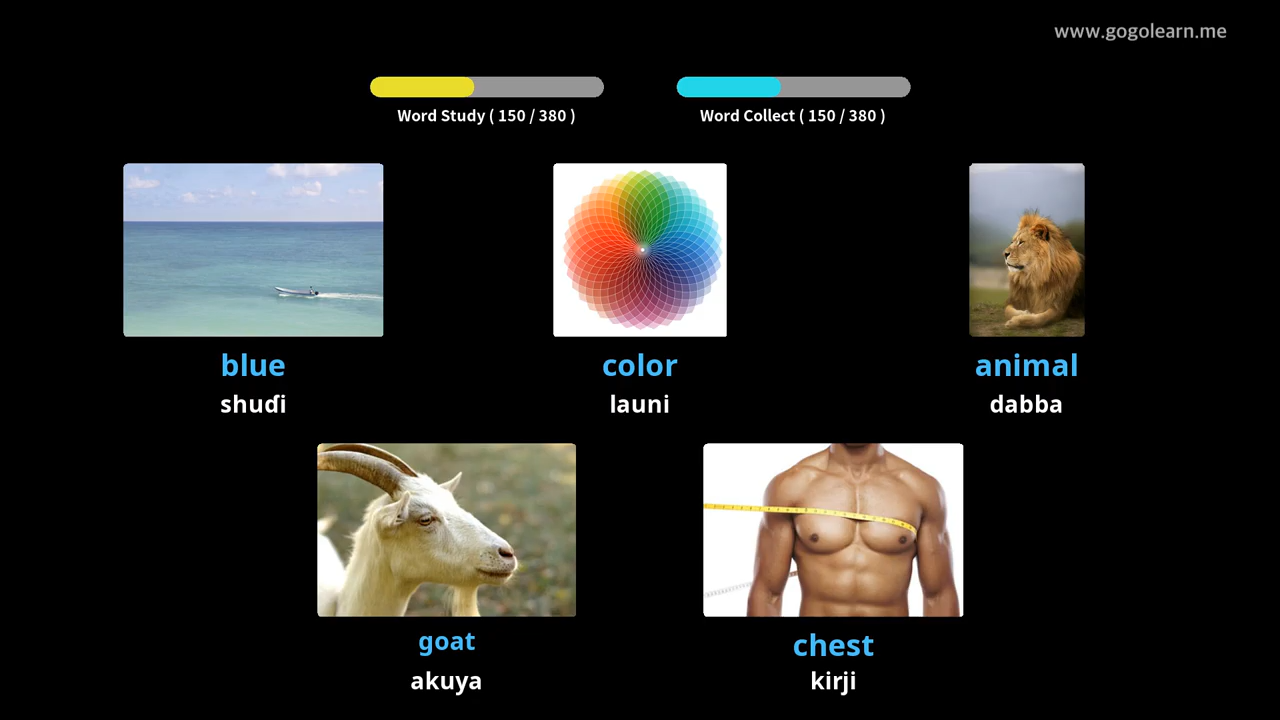 www.gogolearn.me
Word Study ( 150 / 380 )
Word Collect ( 150 / 380 )
blue
shuɗi
color
launi
animal
dabba
goat
akuya
chest
kirji